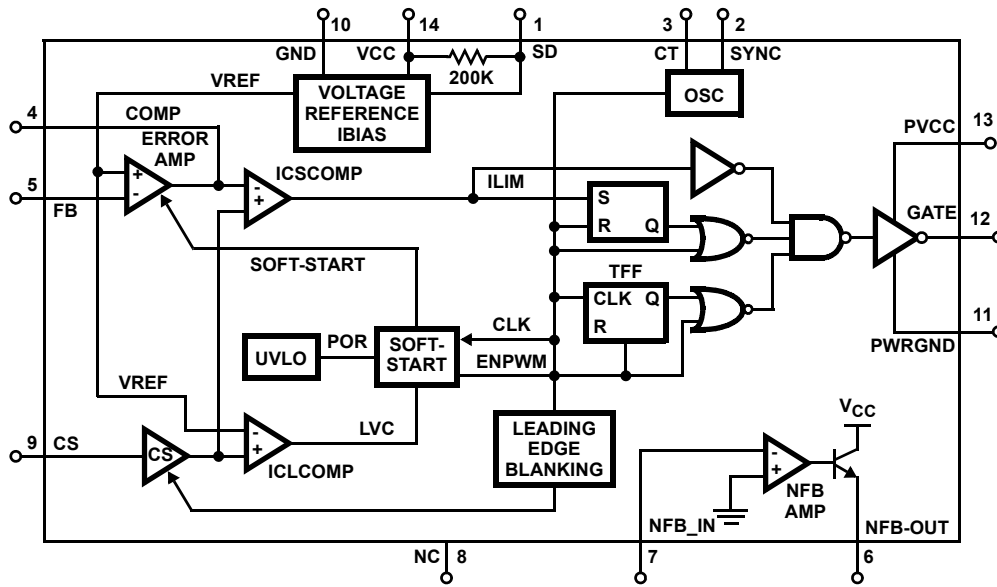 10
14
1
3
2
GND
VCC
SD
CT
SYNC
200K
VREF
VOLTAGE
REFERENCE
IBIAS
OSC
4
COMP
ERROR
AMP
PVCC
13
+
-
ICSCOMP
-
+
ILIM
5
FB
S
R
Q
GATE
12
SOFT-START
TFF
CLK
Q
R
11
PWRGND
UVLO
POR
SOFT-
START
CLK
ENPWM
VREF
LVC
LEADING
EDGE
BLANKING
VCC
9
CS
CS
-
+
ICLCOMP
-
+
NFB
AMP
NFB_IN
NFB-OUT
NC
8
7
6